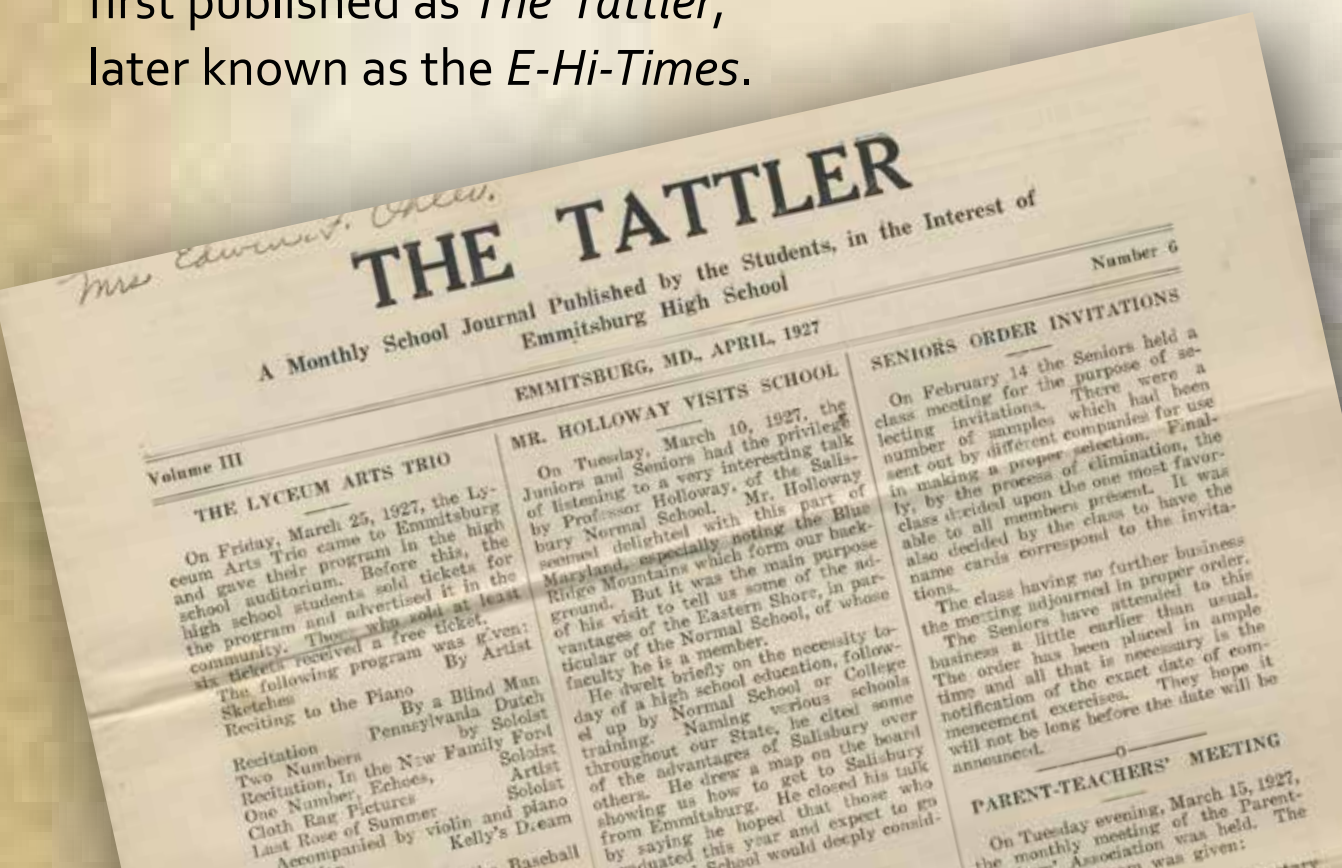 first published as The Tattler,
later known as the E-Hi-Times.
Mrs Edwin F. Ohler.
THE TATTLER
A Monthly School Journal Published by the Students, in the Interest of
Emmitsburg High School
Volume III
EMMITSBURG, MD., APRIL, 1927
Number 6
THE LYCEUM ARTS TRIO
On Friday, March 25, 1927, the Ly-
ceum Arts Trio came to Emmitsburg
and gave their program in the high
school auditorium. Before this, the
high school students sold tickets for
the program and advertised it in the
community. Those who sold at least
six tickets received a free ticket.
The following program was given:
Sketches By Artist
Reciting to the Piano
By a Blind Man
Recitation Pennsylvania Dutch
Two Numbers by Soloist
Recitation, In the New Family Ford
One Number, Echoes, Soloist
Cloth Rag Pictures Artist
Last Rose of Summer Soloist
Accompanied by violin and piano
Kelly's Dream
Baseball
MR. HOLLOWAY VISITS SCHOOL
On Tuesday, March 10, 1927, the
Juniors and Seniors had the privilege
of listening to a very interesting talk
by Professor Holloway, of the Salis-
bury Normal School. Mr. Holloway
seemed delighted with this part of
Maryland, especially noting the Blue
Ridge Mountains which form our back-
ground. But it was the main purpose
of his visit to tell us some of the ad-
vantages of the Eastern Shore, in par-
ticular of the Normal School, of whose
faculty he is a member.
He dwelt briefly on the necessity to-
day of a high school education, follow-
ed up by Normal School or College
training. Naming various schools
throughout our State, he cited some
of the advantages of Salisbury over
others. He drew a map on the board
showing us how to get to Salisbury
from Emmitsburg. He closed his talk
by saying he hoped that those who
graduated this year and expect to go
School would deeply consid-
SENIORS ORDER INVITATIONS
On February 14 the Seniors held a
class meeting for the purpose of se-
lecting invitations. There were a
number of samples which had been
sent out by different companies for use
in making a proper selection. Final-
ly, by the process of elimination, the
class decided upon the one most favor-
able to all members present. It was
also decided by the class to have the
name cards correspond to the invita-
tions.
The class having no further business
the meeting adjourned in proper order.
The Seniors have attended to this
business a little earlier than usual.
The order has been placed in ample
time and all that is necessary is the
notification of the exact date of com-
mencement exercises. They hope it
will not be long before the date will be
announced.
PARENT-TEACHERS' MEETING
On Tuesday evening, March 15, 1927,
the monthly meeting of the Parent-
Association was held. The
was given: